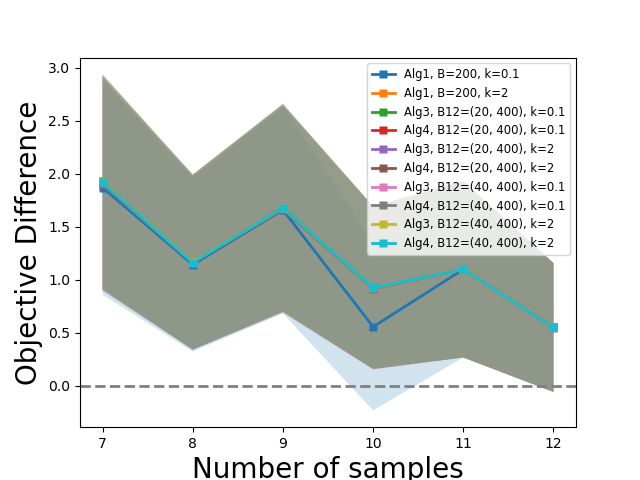 3.0
2.5
2.0
1.5
1.0
0.5
0.0
Objective Difference
Alg1, B=200, k=0.1
Alg1, B=200, k=2
Alg3, B12=(20, 400), k=0.1
Alg4, B12=(20, 400), k=0.1
Alg3, B12=(20, 400), k=2
Alg4, B12=(20, 400), k=2
Alg3, B12=(40, 400), k=0.1
Alg4, B12=(40, 400), k=0.1
Alg3, B12=(40, 400), k=2
Alg4, B12=(40, 400), k=2
7 8 9 10 11 12
Number of samples